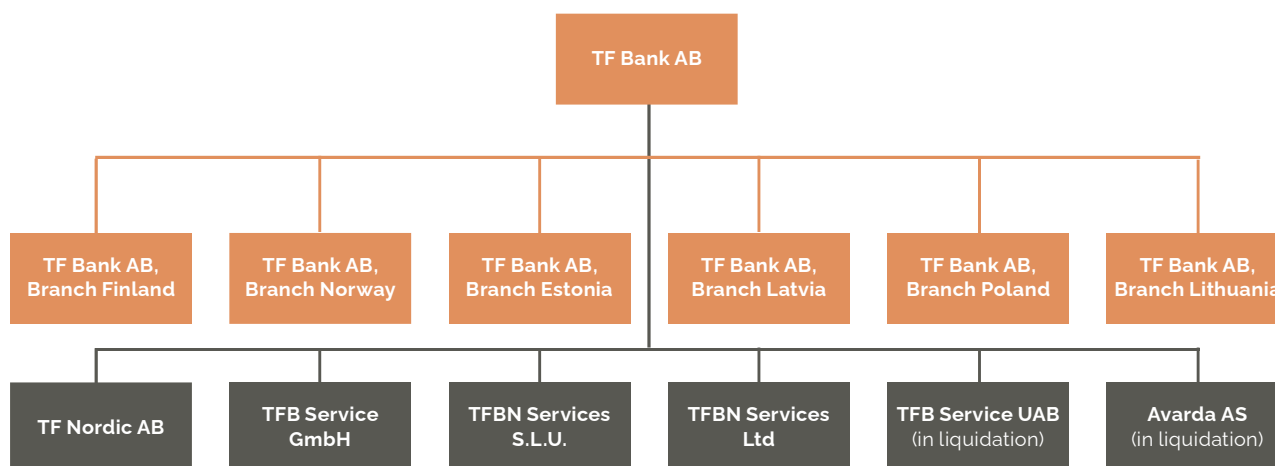 TF Bank AB
TF Bank AB,
Branch Finland
TF Bank AB,
Branch Norway
TF Bank AB,
Branch Estonia
TF Bank AB,
Branch Latvia
TF Bank AB,
Branch Poland
TF Bank AB,
Branch Lithuania
TF Nordic AB
TFB Service
GmbH
TFBN Services
S.L.U.
TFBN Services
Ltd
TFB Service UAB
(in liquidation)
Avarda AS
(in liquidation)